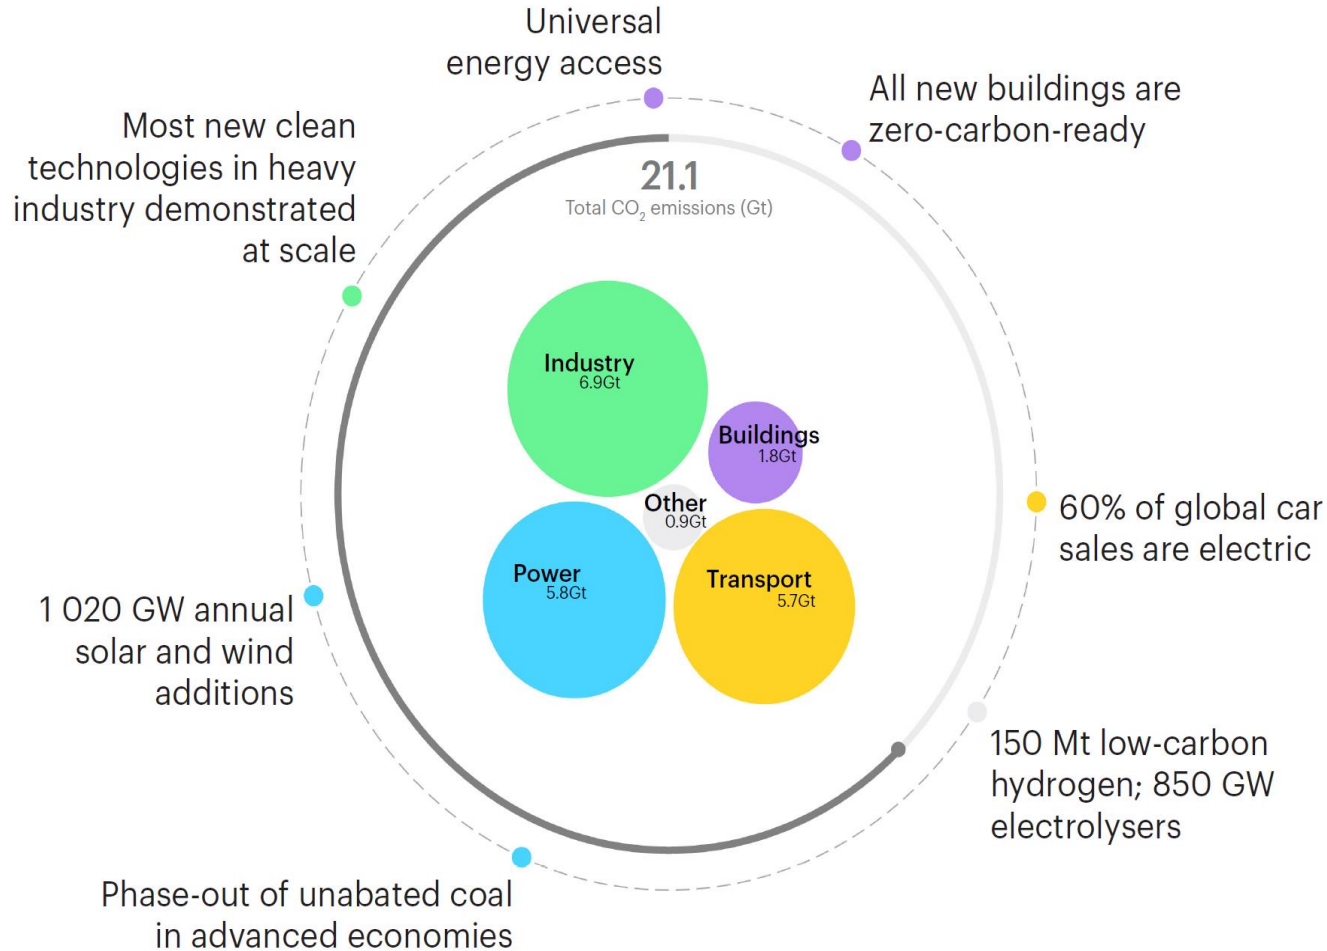 Universal
energy access
All new buildings are
zero-carbon-ready
Most new clean
technologies in heavy
industry demonstrated
at scale
21.1
Total CO₂ emissions (Gt)
Industry
6.9Gt
Buildings
1.8Gt
Other
0.9Gt
Power
5.8Gt
Transport
5.7Gt
60% of global car
sales are electric
1 020 GW annual
solar and wind
additions
150 Mt low-carbon
hydrogen; 850 GW
electrolysers
Phase-out of unabated coal
in advanced economies